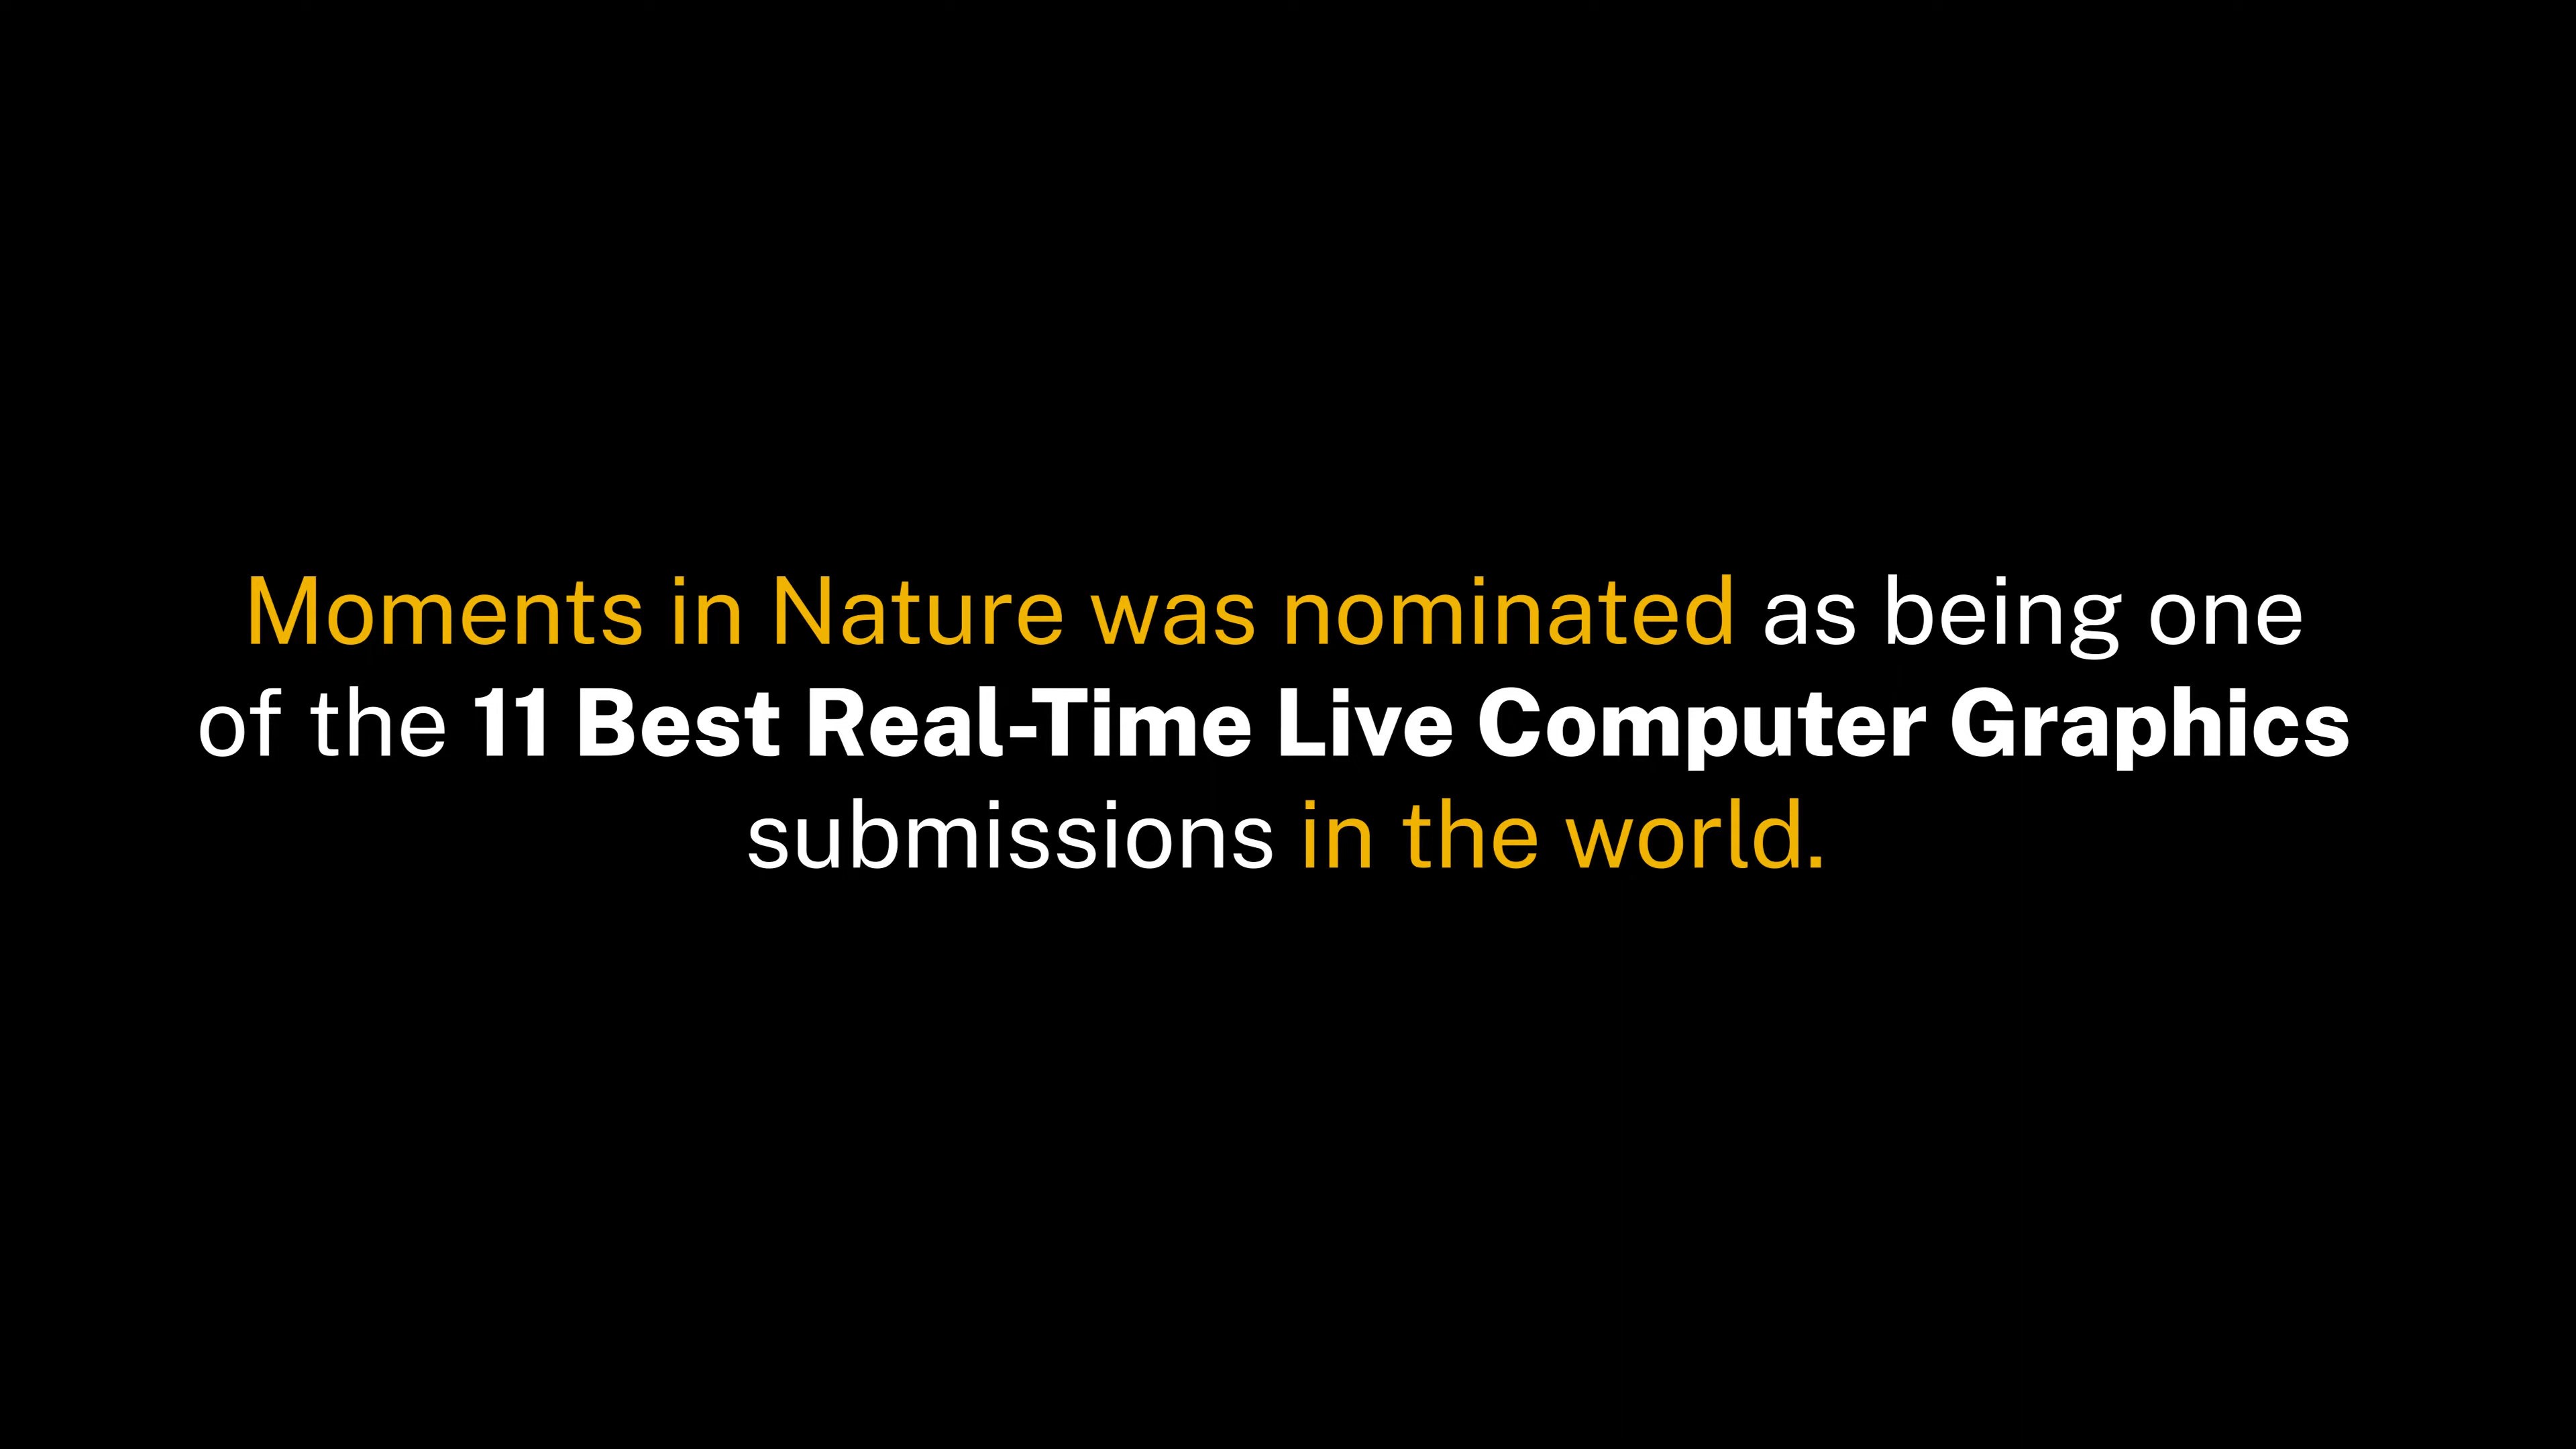 Moments in Nature was nominated as being one
of the 11 Best Real-Time Live Computer Graphics
submissions in the world.